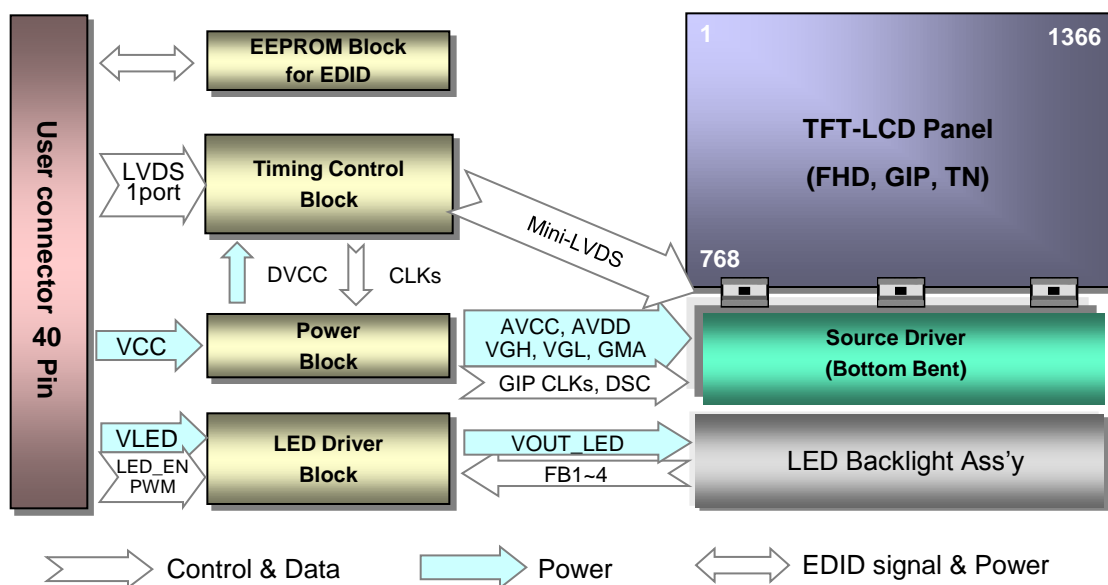 User connector 40 Pin
EEPROM Block
for EDID
1
1366
TFT-LCD Panel
(FHD, GIP, TN)
768
LVDS
1port
Timing Control
Block
Mini-LVDS
DVCC
CLKs
VCC
Power
Block
AVCC, AVDD
VGH, VGL, GMA
GIP CLKs, DSC
Source Driver
(Bottom Bent)
VLED
LED_EN
PWM
LED Driver
Block
VOUT_LED
FB1~4
LED Backlight Ass’y
Control & Data
Power
EDID signal & Power